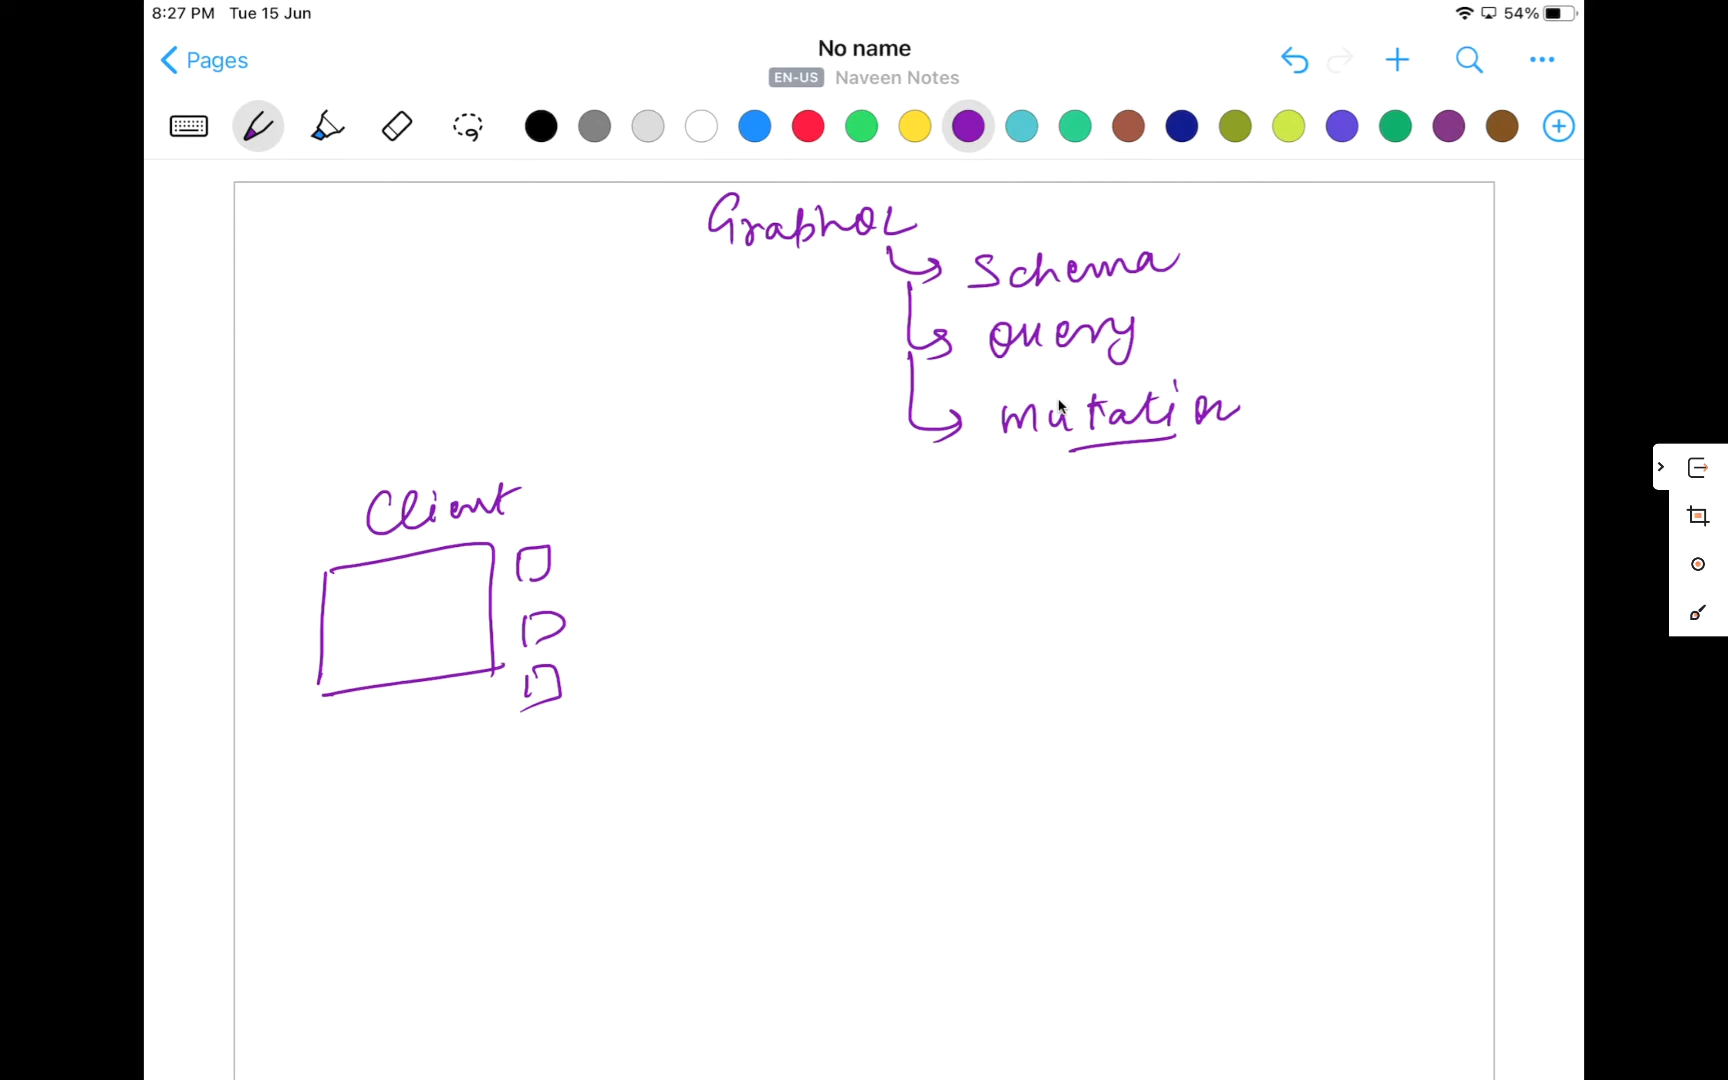 8:27 PM Tue 15 Jun
54%
Pages
No name
EN-US Naveen Notes
GraphQL
Schema
Query
mutation
Client